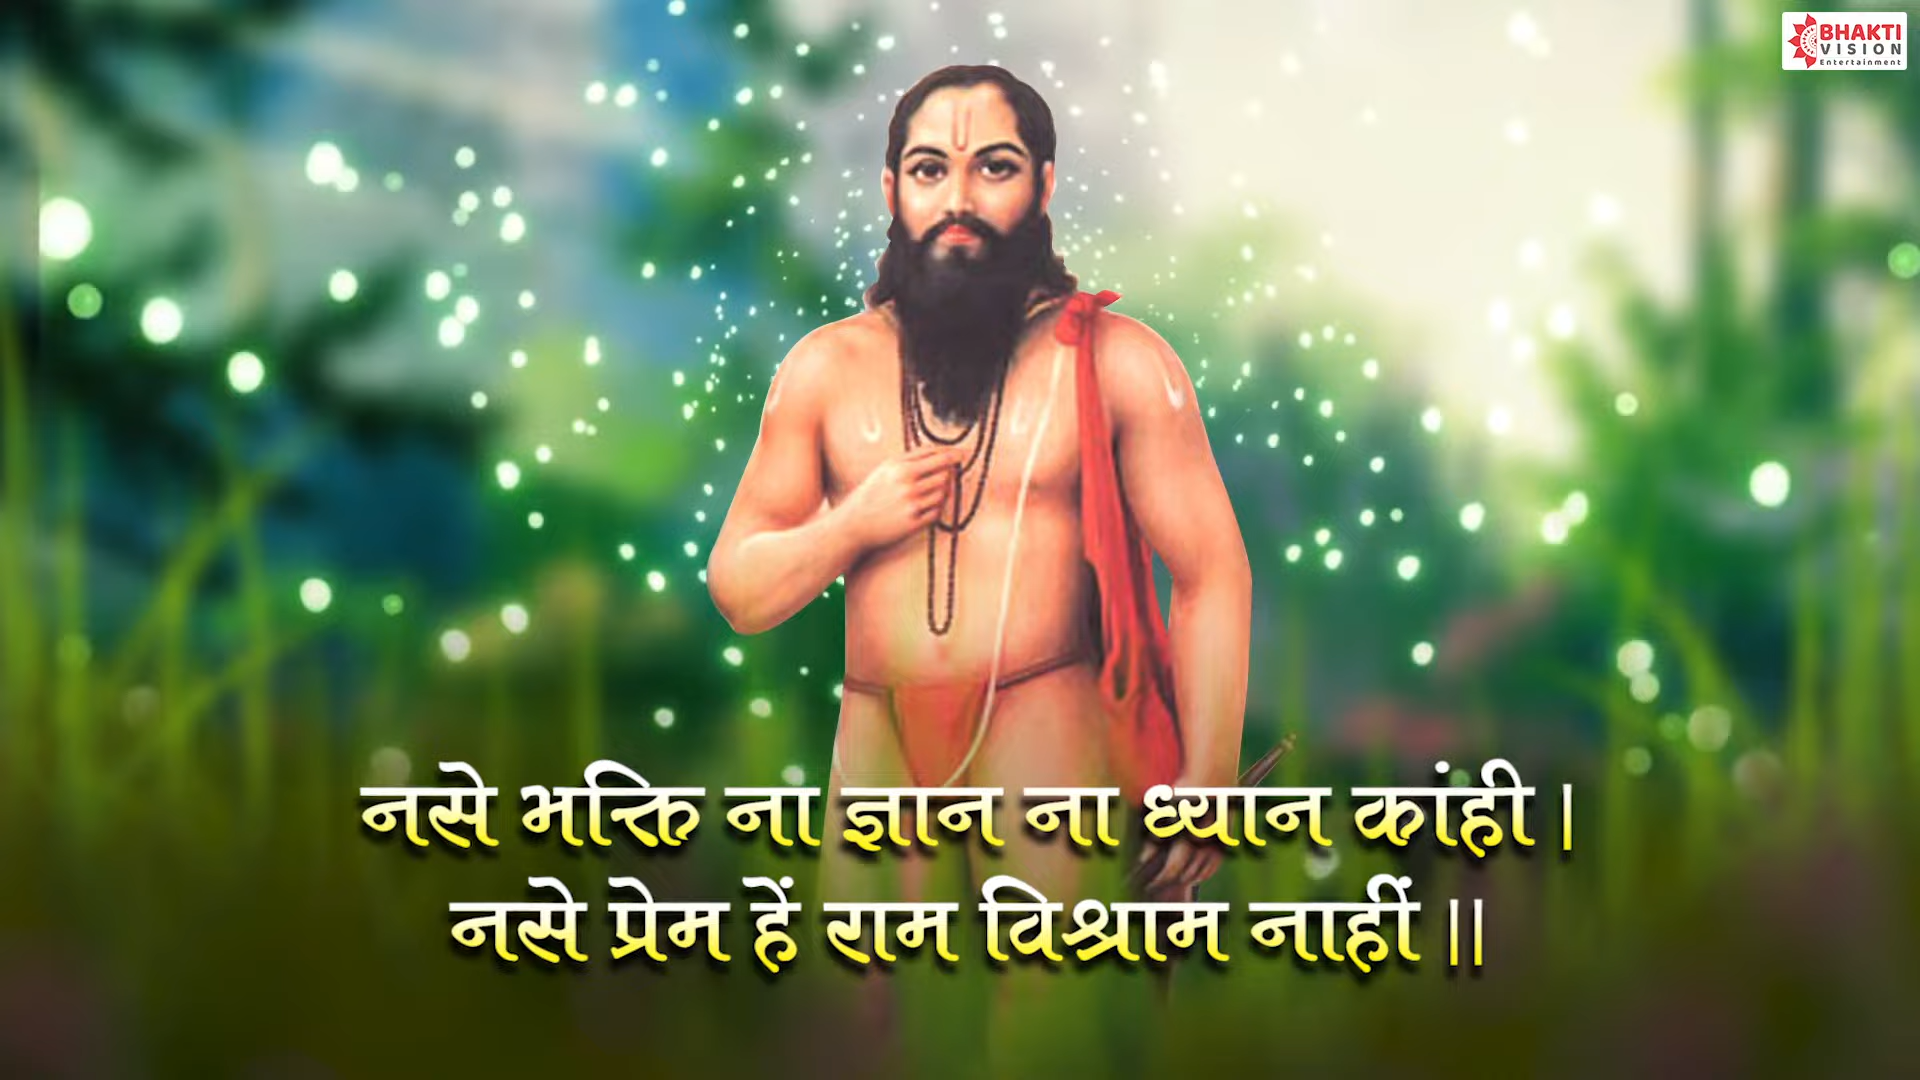 BHAKTI
VISION
Entertainment
नसे भक्ति ना ज्ञान ना ध्यान कांही |
नसे प्रेम हें राम विश्राम नाहीं ||